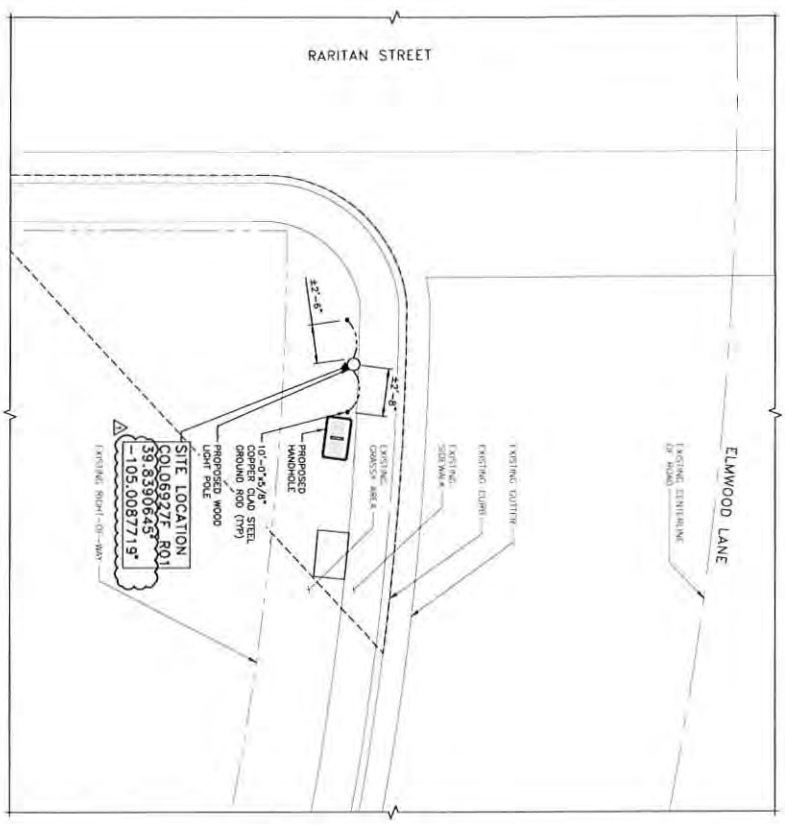 RARITAN STREET
ELMWOOD LANE
EXISTING CENTERLINE
OF ROAD
EXISTING GUTTER
EXISTING CURB
EXISTING
SIDEWALK
EXISTING
GRASSY AREA
PROPOSED
HANDHOLE
10'-0"x5/8"
COPPER CLAD STEEL
GROUND ROD (TYP)
PROPOSED WOOD
LIGHT POLE
SITE LOCATION
COL06927F R01
39.8390645°
-105.0087719°
EXISTING RIGHT-OF-WAY
±2'-6"
±2'-8"